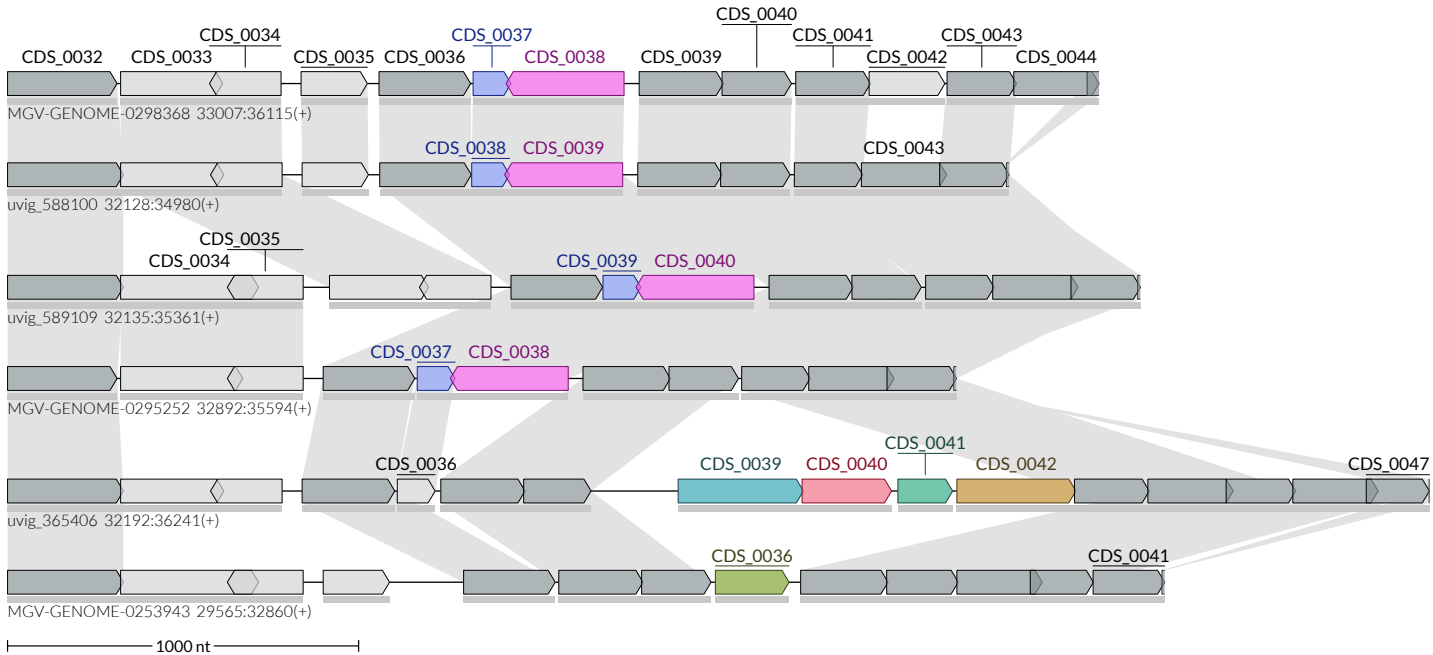 CDS_0040
CDS_0034 CDS_0037 CDS_0041 CDS_0043
CDS_0032 CDS_0033 CDS_0035 CDS_0036 CDS_0038 CDS_0039 CDS_0042 CDS_0044
MGV-GENOME-0298368 33007:36115(+)
CDS_0038 CDS_0039 CDS_0043
uvig_588100 32128:34980(+)
CDS_0035
CDS_0034 CDS_0039 CDS_0040
uvig_589109 32135:35361(+)
CDS_0037 CDS_0038
MGV-GENOME-0295252 32892:35594(+)
CDS_0041
CDS_0036 CDS_0039 CDS_0040 CDS_0042 CDS_0047
uvig_365406 32192:36241(+)
CDS_0036 CDS_0041
MGV-GENOME-0253943 29565:32860(+)
1000 nt